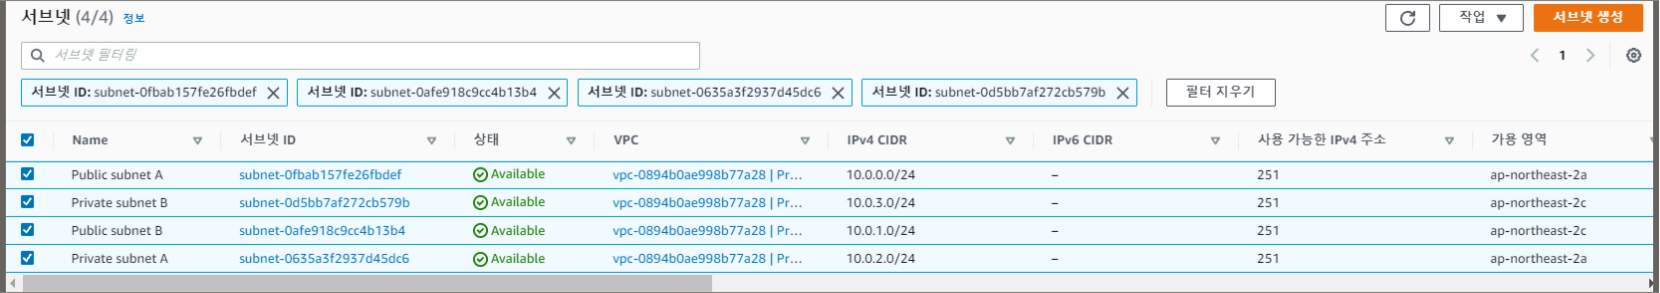 서브넷 (4/4) 정보 작업 ▼ 서브넷 생성
서브넷 필터링 1
서브넷 ID: subnet-0fbab157fe26fbdef 서브넷 ID: subnet-0afe918c9cc4b13b4 서브넷 ID: subnet-0635a3f2937d45dc6 서브넷 ID: subnet-0d5bb7af272cb579b 필터 지우기
Name 서브넷 ID 상태 VPC IPv4 CIDR IPv6 CIDR 사용 가능한 IPv4 주소 가용 영역
Public subnet A subnet-0fbab157fe26fbdef Available vpc-0894b0ae998b77a28 | Pr... 10.0.0.0/24 – 251 ap-northeast-2a
Private subnet B subnet-0d5bb7af272cb579b Available vpc-0894b0ae998b77a28 | Pr... 10.0.3.0/24 – 251 ap-northeast-2c
Public subnet B subnet-0afe918c9cc4b13b4 Available vpc-0894b0ae998b77a28 | Pr... 10.0.1.0/24 – 251 ap-northeast-2c
Private subnet A subnet-0635a3f2937d45dc6 Available vpc-0894b0ae998b77a28 | Pr... 10.0.2.0/24 – 251 ap-northeast-2a